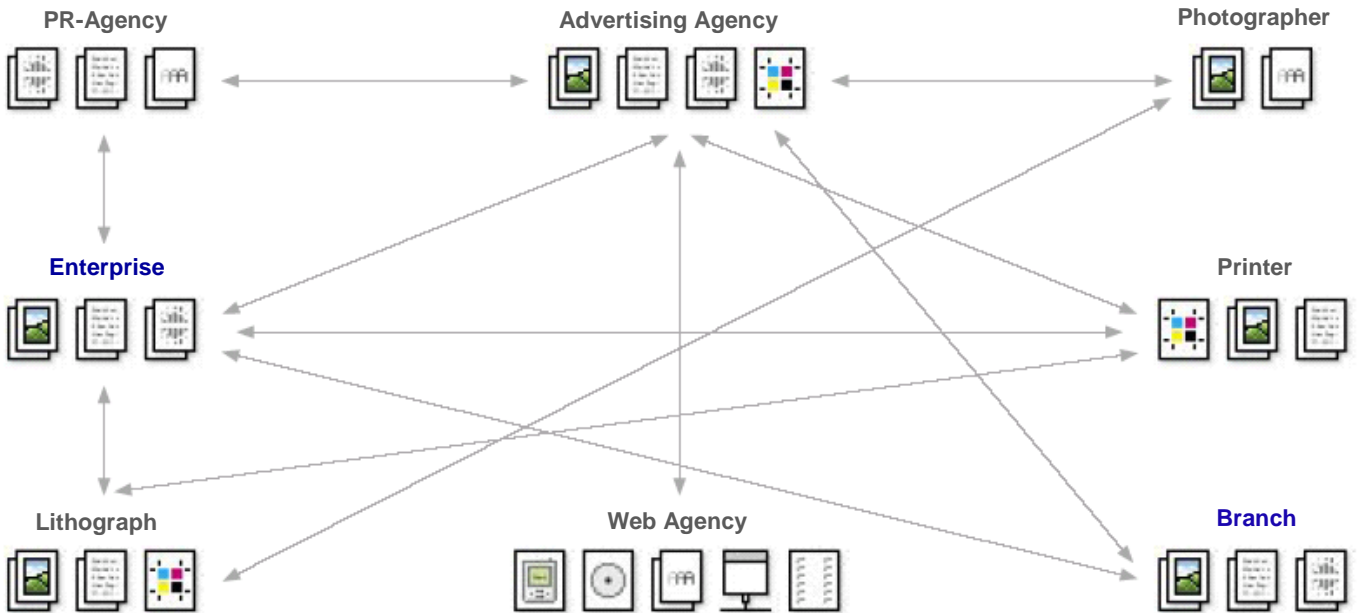 PR-Agency
Advertising Agency
Photographer
Enterprise
Printer
Lithograph
Web Agency
Branch